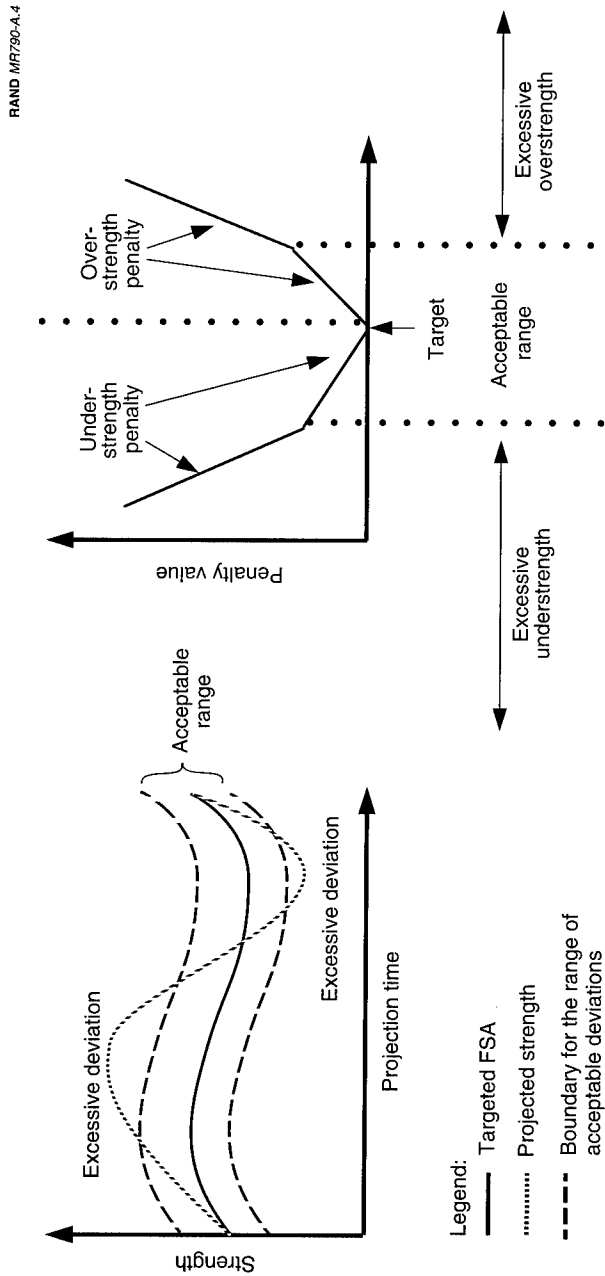 RAND MR790-A.4
Strength
Excessive deviation
Acceptable
range
Excessive deviation
Projection time
Legend:
Targeted FSA
Projected strength
Boundary for the range of
acceptable deviations
Penalty value
Under-
strength
penalty
Over-
strength
penalty
Target
Excessive
understrength
Acceptable
range
Excessive
overstrength